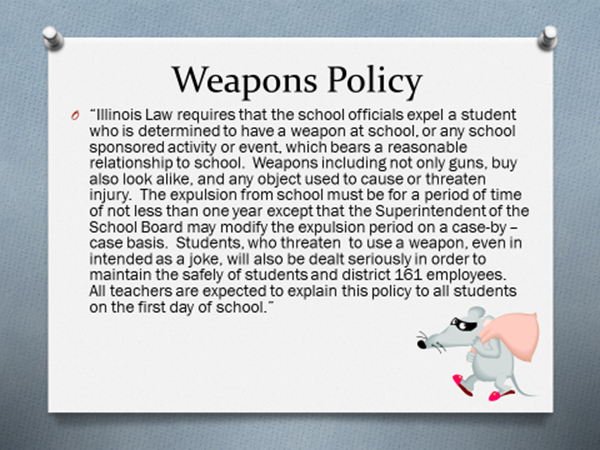 Weapons Policy
“Illinois Law requires that the school officials expel a student
who is determined to have a weapon at school, or any school
sponsored activity or event, which bears a reasonable
relationship to school.  Weapons including not only guns, buy
also look alike, and any object used to cause or threaten
injury.  The expulsion from school must be for a period of time
of not less than one year except that the Superintendent of the
School Board may modify the expulsion period on a case-by –
case basis.  Students, who threaten  to use a weapon, even in
intended as a joke, will also be dealt seriously in order to
maintain the safely of students and district 161 employees.
All teachers are expected to explain this policy to all students
on the first day of school.”